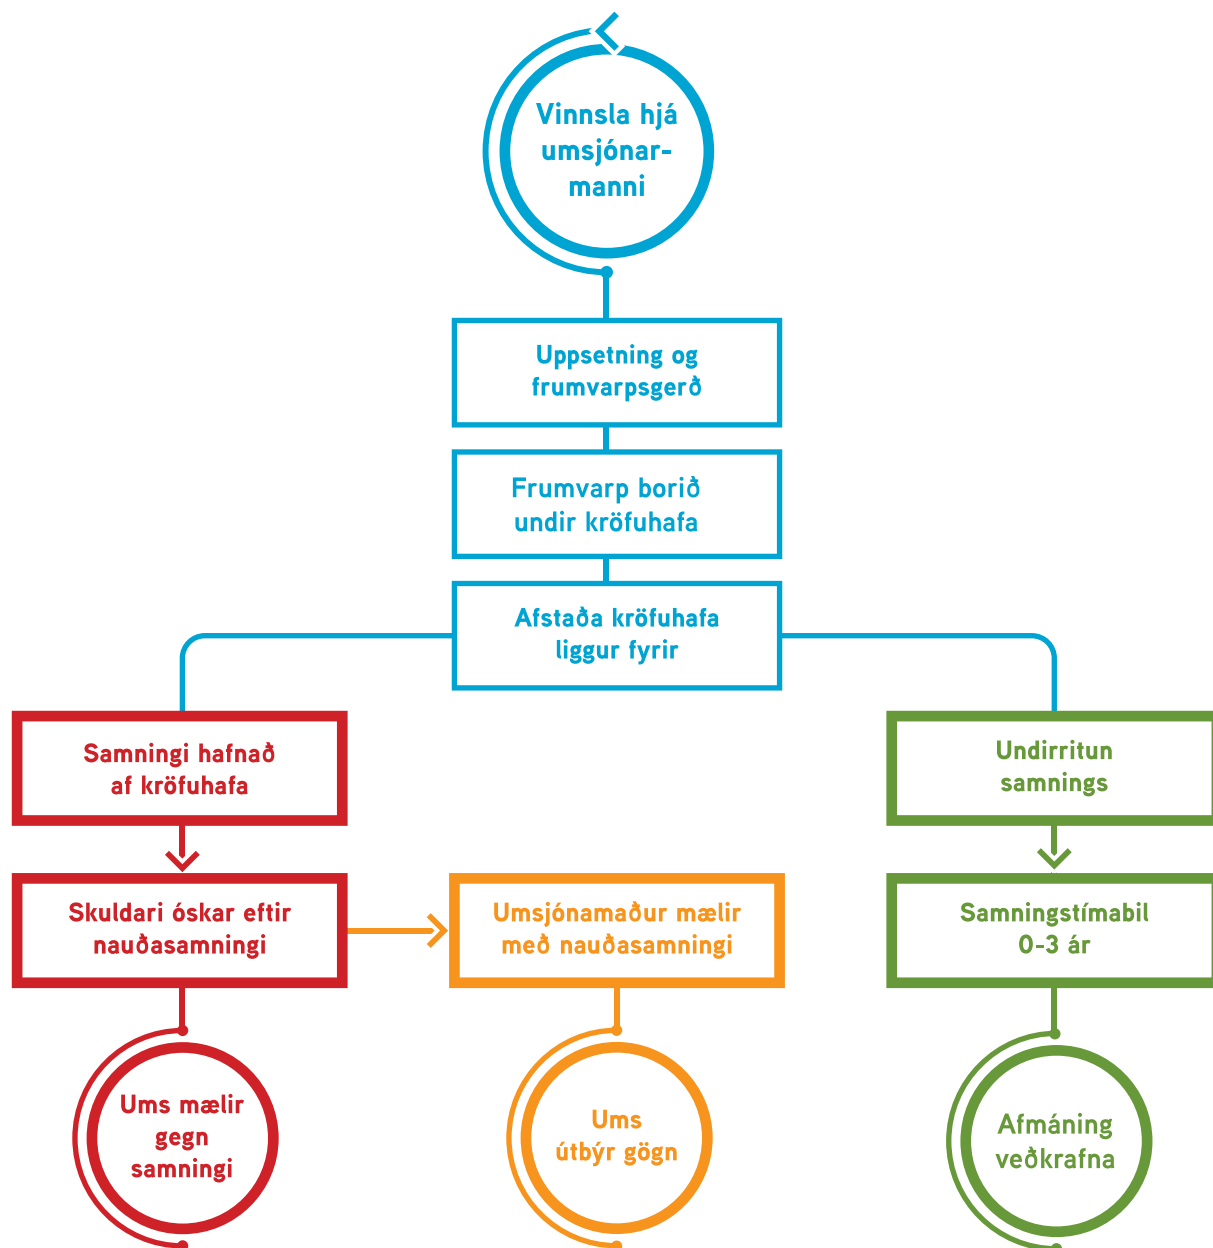 Vinnsla hjá
umsjónar-
manni
Uppsetning og
frumvarpsgerð
Frumvarp borið
undir kröfuhafa
Afstaða kröfuhafa
liggur fyrir
Samningi hafnað
af kröfuhafa
Undirritun
samnings
Skuldari óskar eftir
nauðasamningi
Umsjónamaður mælir
með nauðasamningi
Samningstímabil
0-3 ár
Ums mælir
gegn
samningi
Ums
útbýr gögn
Afmáning
veðkrafna